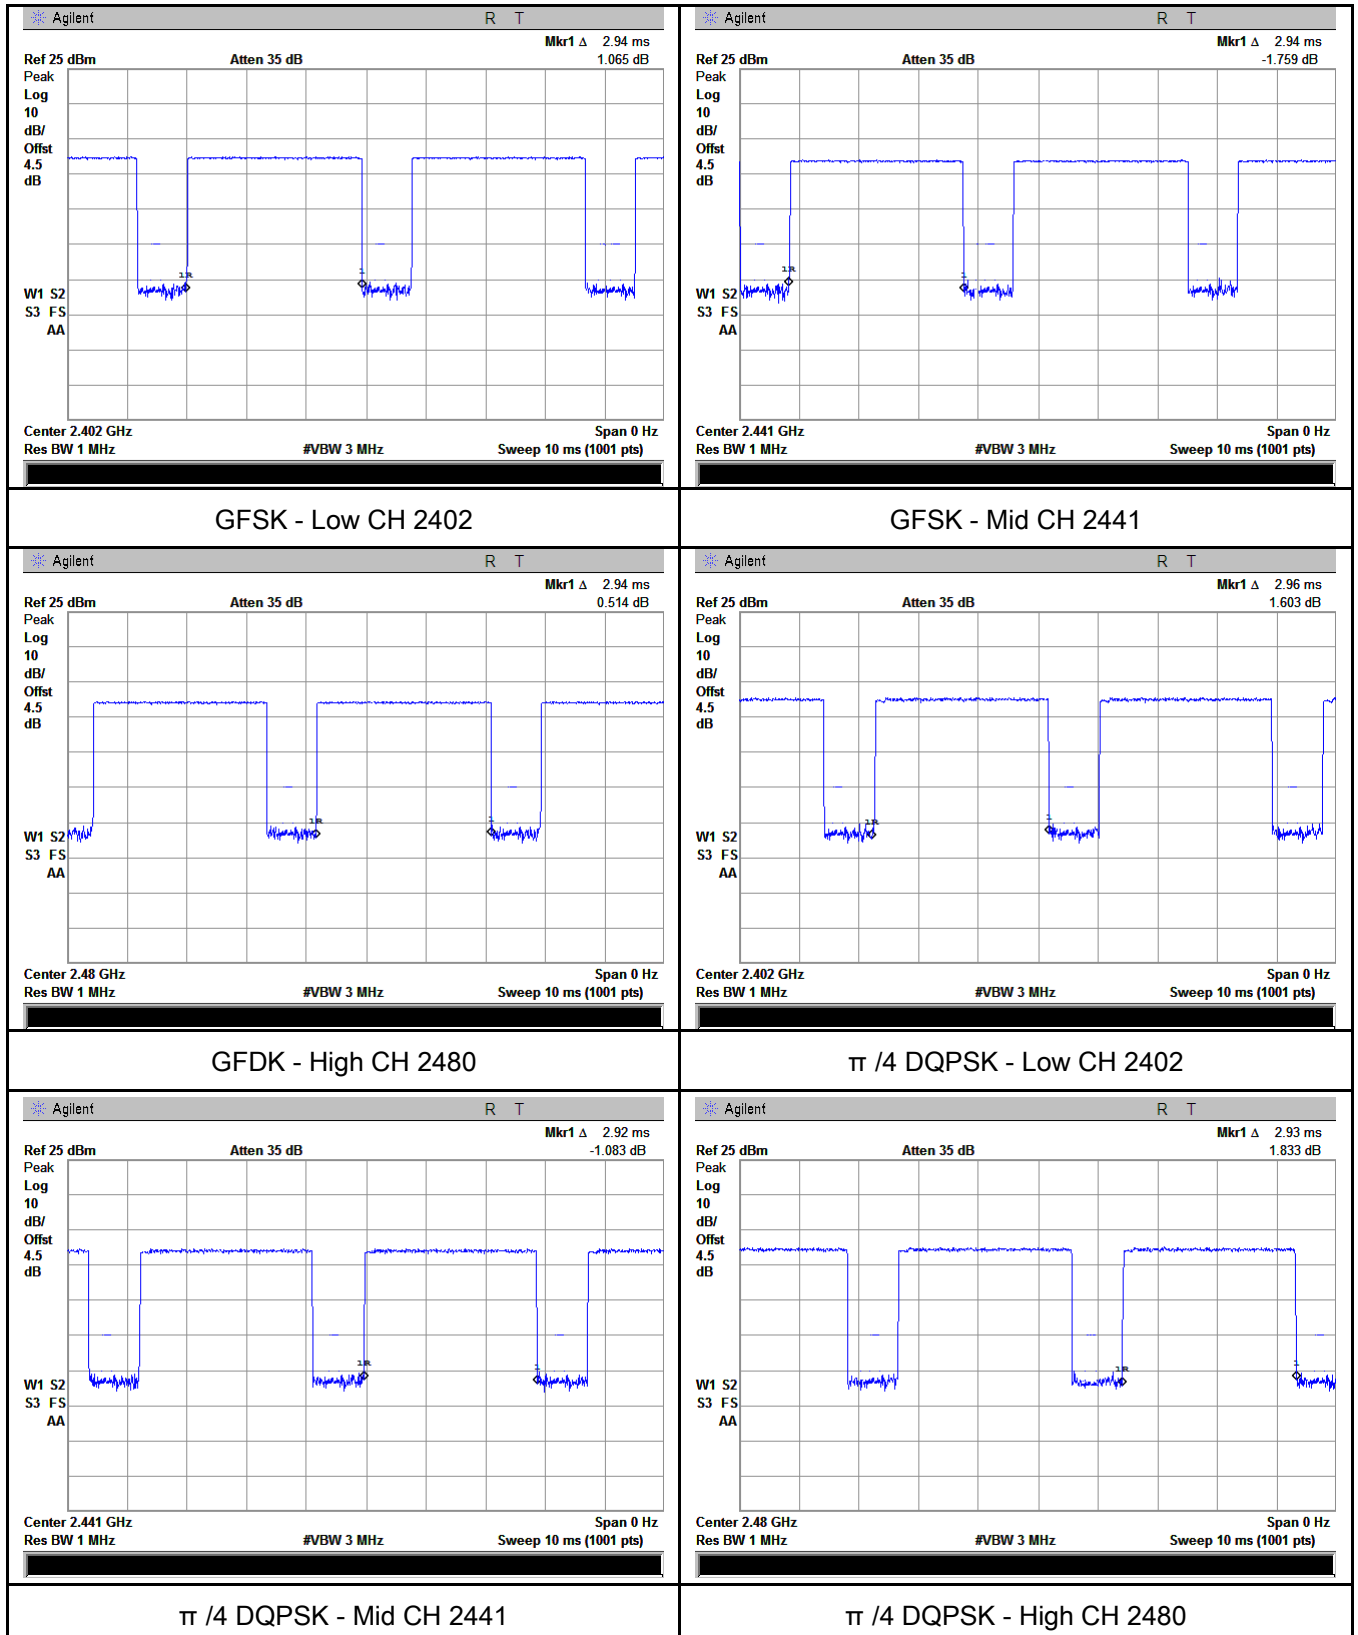 Agilent R T
Mkr1 Δ 2.94 ms
Ref 25 dBm Atten 35 dB 1.065 dB
Peak
Log
10
dB/
Offst
4.5
dB
1R
1
W1 S2
S3 FS
AA
Center 2.402 GHz Span 0 Hz
Res BW 1 MHz #VBW 3 MHz Sweep 10 ms (1001 pts)
GFSK - Low CH 2402
Agilent R T
Mkr1 Δ 2.94 ms
Ref 25 dBm Atten 35 dB -1.759 dB
Peak
Log
10
dB/
Offst
4.5
dB
1R
1
W1 S2
S3 FS
AA
Center 2.441 GHz Span 0 Hz
Res BW 1 MHz #VBW 3 MHz Sweep 10 ms (1001 pts)
GFSK - Mid CH 2441
Agilent R T
Mkr1 Δ 2.94 ms
Ref 25 dBm Atten 35 dB 0.514 dB
Peak
Log
10
dB/
Offst
4.5
dB
1R
1
W1 S2
S3 FS
AA
Center 2.48 GHz Span 0 Hz
Res BW 1 MHz #VBW 3 MHz Sweep 10 ms (1001 pts)
GFDK - High CH 2480
Agilent R T
Mkr1 Δ 2.96 ms
Ref 25 dBm Atten 35 dB 1.603 dB
Peak
Log
10
dB/
Offst
4.5
dB
1R
1
W1 S2
S3 FS
AA
Center 2.402 GHz Span 0 Hz
Res BW 1 MHz #VBW 3 MHz Sweep 10 ms (1001 pts)
π /4 DQPSK - Low CH 2402
Agilent R T
Mkr1 Δ 2.92 ms
Ref 25 dBm Atten 35 dB -1.083 dB
Peak
Log
10
dB/
Offst
4.5
dB
1R
1
W1 S2
S3 FS
AA
Center 2.441 GHz Span 0 Hz
Res BW 1 MHz #VBW 3 MHz Sweep 10 ms (1001 pts)
π /4 DQPSK - Mid CH 2441
Agilent R T
Mkr1 Δ 2.93 ms
Ref 25 dBm Atten 35 dB 1.833 dB
Peak
Log
10
dB/
Offst
4.5
dB
1R
1
W1 S2
S3 FS
AA
Center 2.48 GHz Span 0 Hz
Res BW 1 MHz #VBW 3 MHz Sweep 10 ms (1001 pts)
π /4 DQPSK - High CH 2480